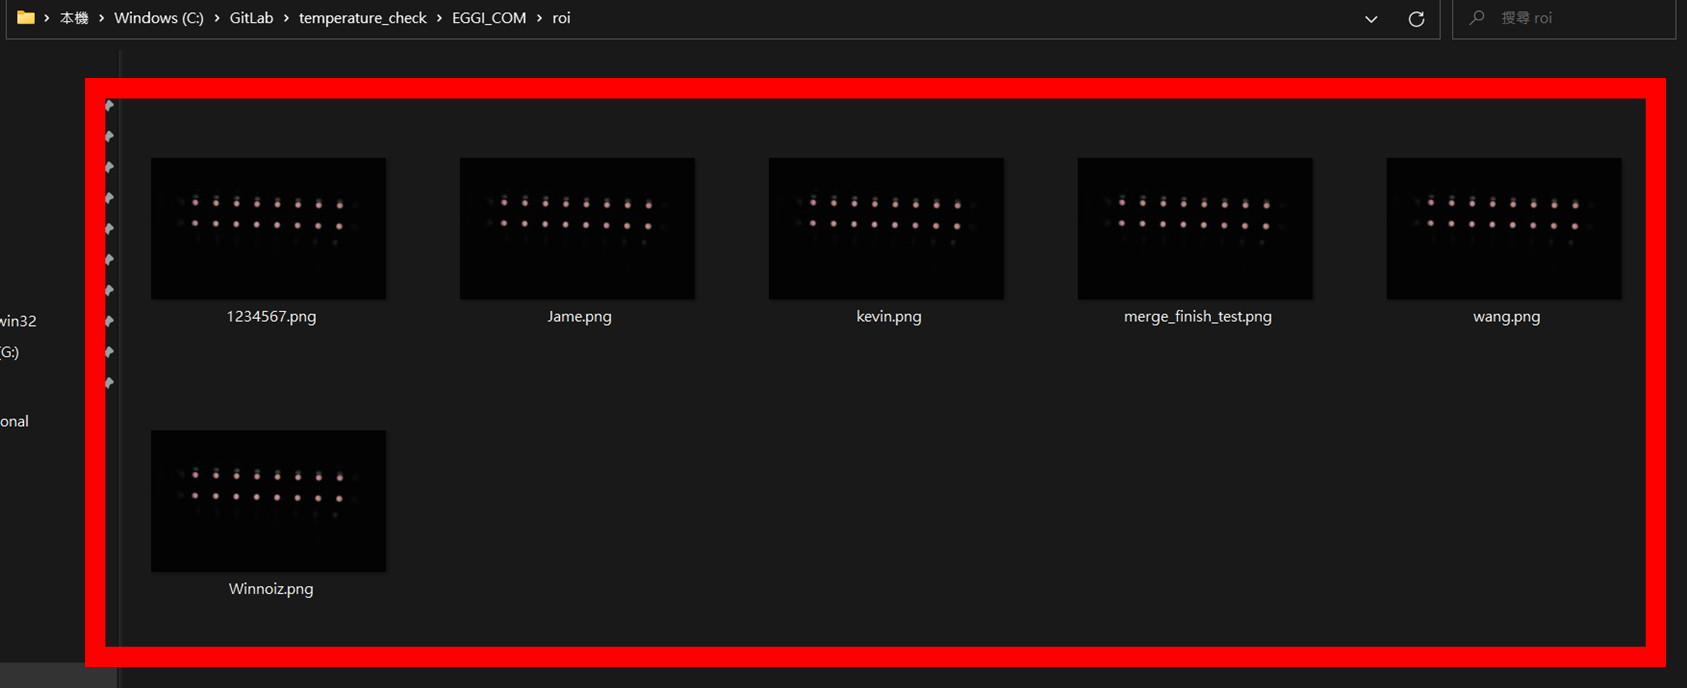 本機 > Windows (C:) > GitLab > temperature_check > EGGI_COM > roi
搜尋 roi
1234567.png
Jame.png
kevin.png
merge_finish_test.png
wang.png
win32
(G:)
onal
Winnoiz.png